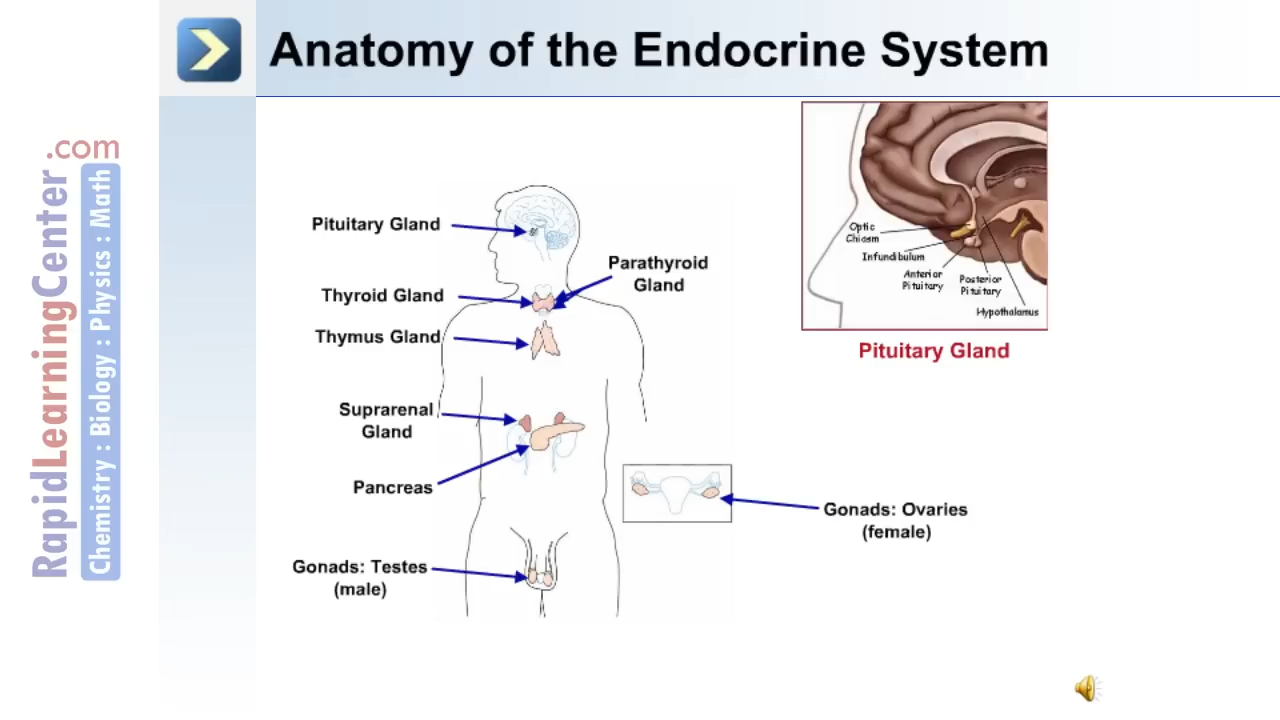 Anatomy of the Endocrine System
RapidLearningCenter.com
Chemistry : Biology : Physics : Math
Pituitary Gland
Thyroid Gland
Thymus Gland
Suprarenal
Gland
Pancreas
Gonads: Testes
(male)
Parathyroid
Gland
Gonads: Ovaries
(female)
Optic
Chiasm
Infundibulum
Anterior
Pituitary
Posterior
Pituitary
Hypothalamus
Pituitary Gland